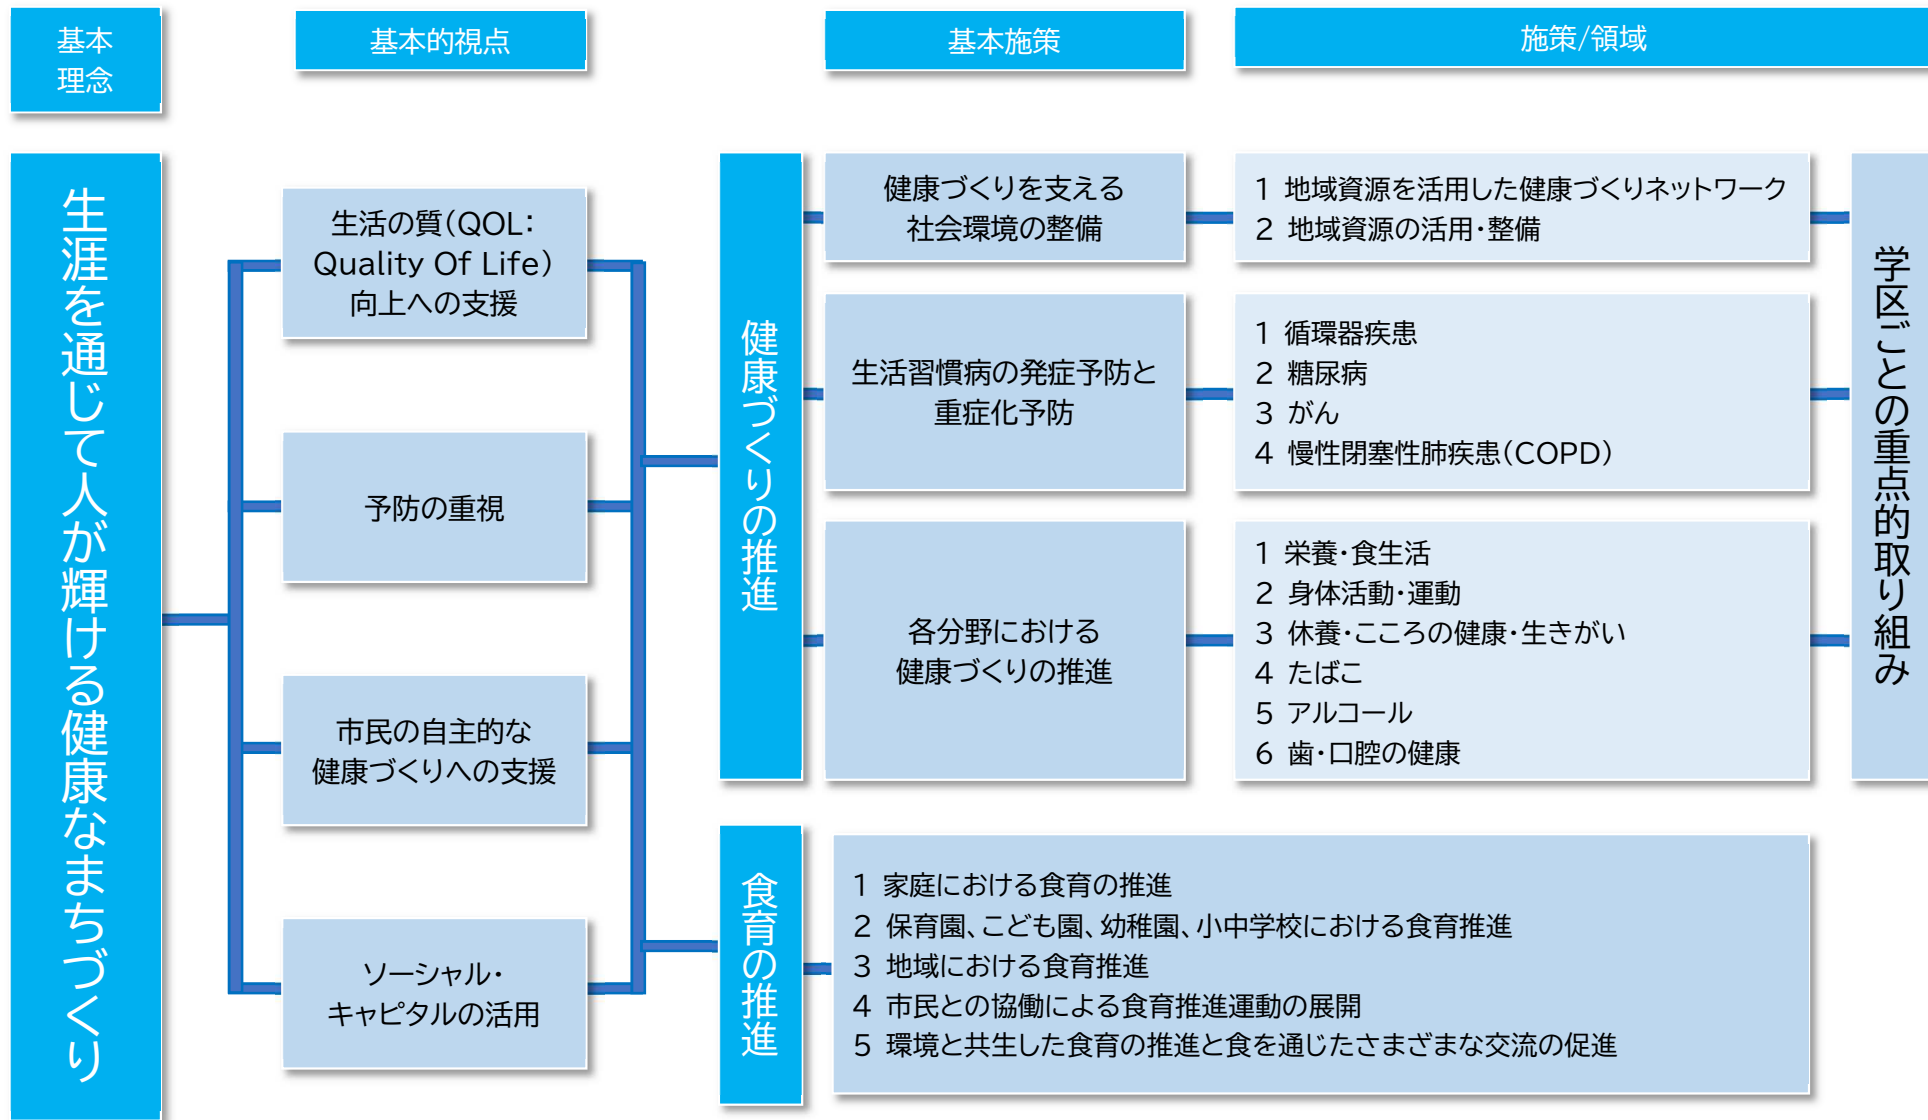 基本
理念
基本的視点
基本施策
施策/領域
生涯を通じて人が輝ける健康なまちづくり
生活の質(QOL:
Quality Of Life)
向上への支援
予防の重視
市民の自主的な
健康づくりへの支援
ソーシャル・
キャピタルの活用
健康づくりの推進
健康づくりを支える
社会環境の整備
1 地域資源を活用した健康づくりネットワーク
2 地域資源の活用・整備
生活習慣病の発症予防と
重症化予防
1 循環器疾患
2 糖尿病
3 がん
4 慢性閉塞性肺疾患(COPD)
各分野における
健康づくりの推進
1 栄養・食生活
2 身体活動・運動
3 休養・こころの健康・生きがい
4 たばこ
5 アルコール
6 歯・口腔の健康
学区ごとの重点的取り組み
食育の推進
1 家庭における食育の推進
2 保育園、こども園、幼稚園、小中学校における食育推進
3 地域における食育推進
4 市民との協働による食育推進運動の展開
5 環境と共生した食育の推進と食を通じたさまざまな交流の促進